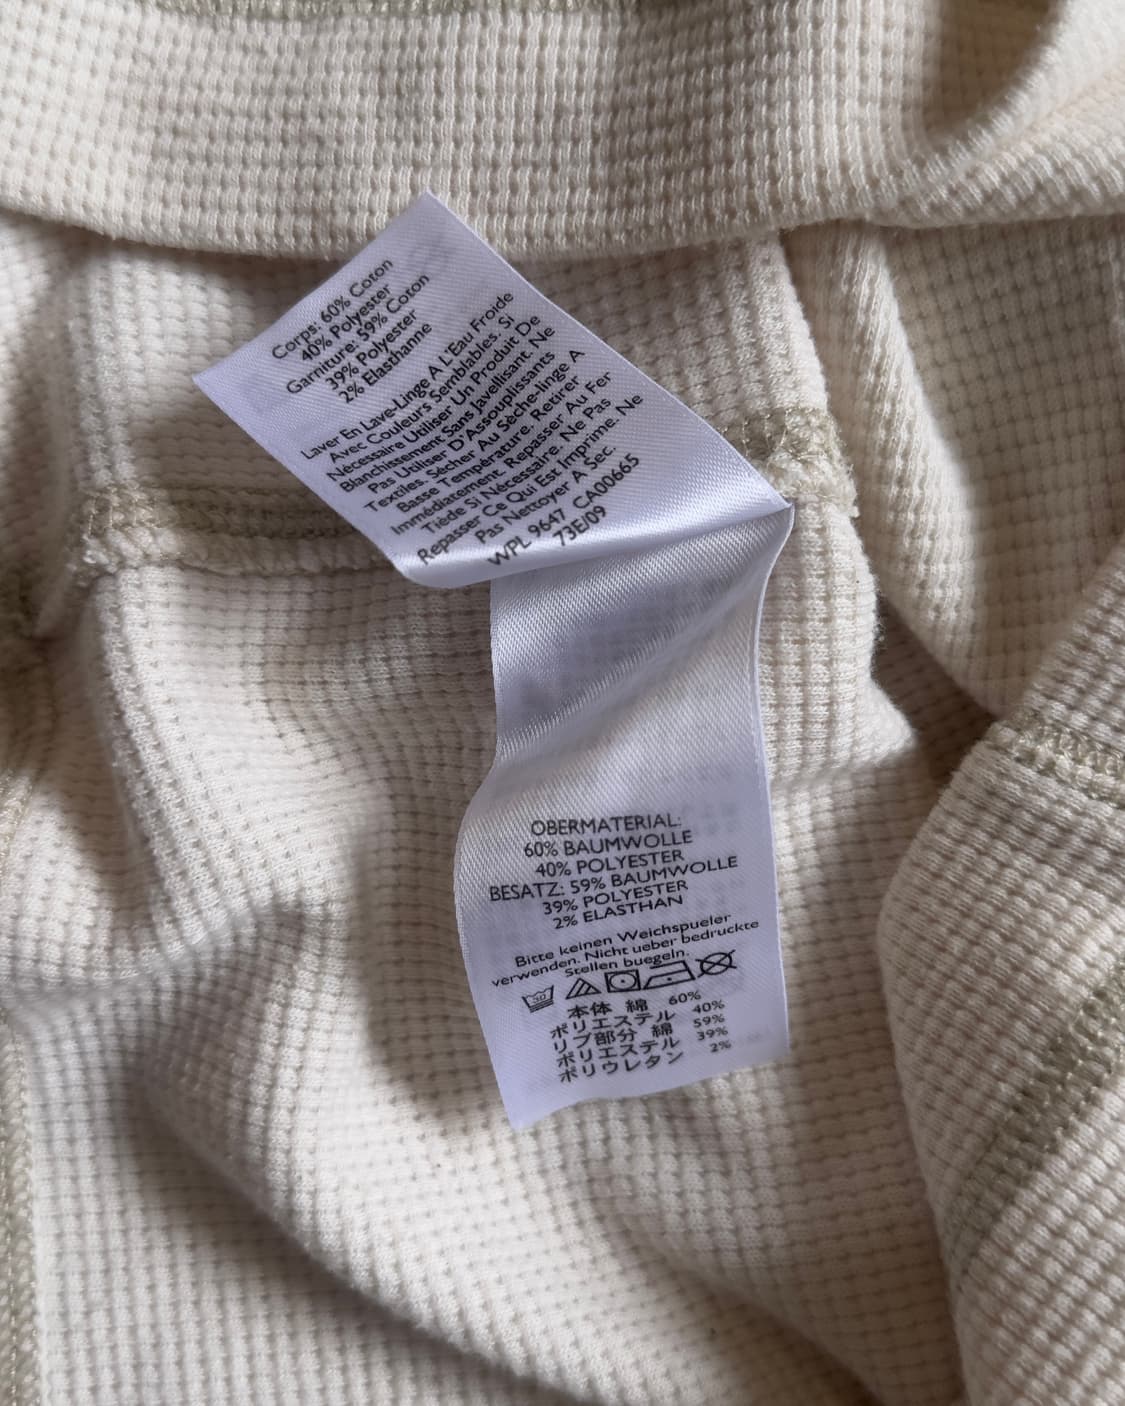 Corps: 60% Coton
40% Polyester
Garniture: 59% Coton
39% Polyester
2% Elasthanne
Laver En Lave-Linge A L'Eau Froide
Avec Couleurs Semblables. Si
Nécessaire Utiliser Un Produit De
Blanchissement Sans Javellisant. Ne
Pas Utiliser D'Assouplissants
Textiles. Sécher Au Sèche-linge A
Basse Température. Retirer
Immédiatement. Repasser Au Fer
Tiède Si Nécessaire. Ne Pas
Repasser Ce Qui Est Imprime. Ne
Pas Nettoyer A Sec.
WPL 9647 CA00665
73E/09
OBERMATERIAL:
60% BAUMWOLLE
40% POLYESTER
BESATZ: 59% BAUMWOLLE
39% POLYESTER
2% ELASTHAN
Bitte keinen Weichspueler
verwenden. Nicht ueber bedruckte
Stellen buegeln.
30
本体 綿 60%
ポリエステル 40%
リブ部分 綿 59%
ポリエステル 39%
ポリウレタン 2%